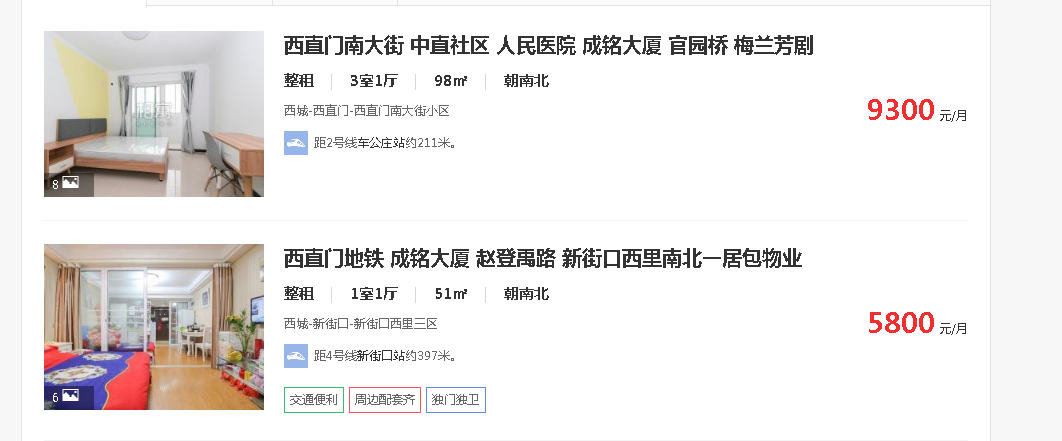 西直门南大街 中直社区 人民医院 成铭大厦 官园桥 梅兰芳剧
整租 3室1厅 98㎡ 朝南北
西城-西直门-西直门南大街小区
9300 元/月
距2号线车公庄站约211米。
8
西直门地铁 成铭大厦 赵登禹路 新街口西里南北一居包物业
整租 1室1厅 51㎡ 朝南北
西城-新街口-新街口西里三区
5800 元/月
距4号线新街口站约397米。
6
交通便利 周边配套齐 独门独卫